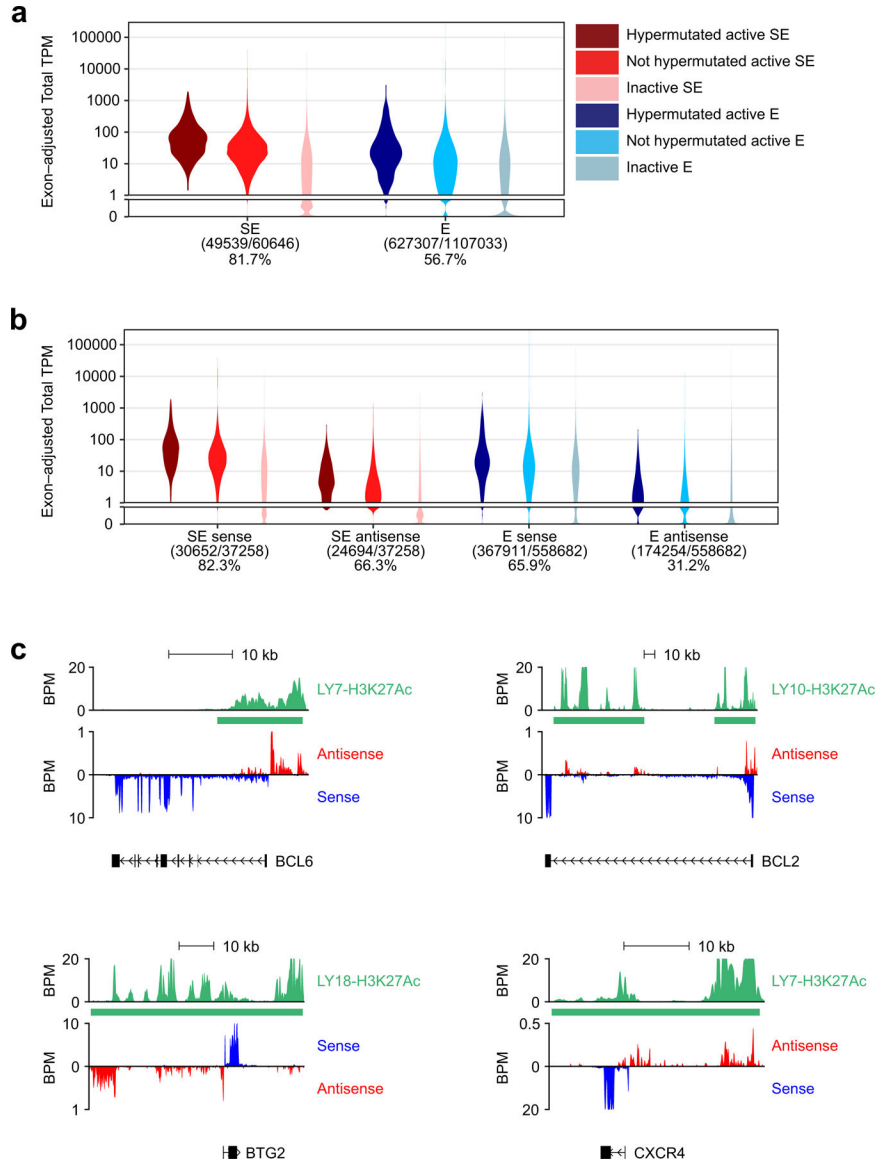 a
Exon–adjusted Total TPM
100000
10000
1000
100
10
1
0
SE
(49539/60646)
81.7%
E
(627307/1107033)
56.7%
Hypermutated active SE
Not hypermutated active SE
Inactive SE
Hypermutated active E
Not hypermutated active E
Inactive E
b
Exon–adjusted Total TPM
100000
10000
1000
100
10
1
0
SE sense
(30652/37258)
82.3%
SE antisense
(24694/37258)
66.3%
E sense
(367911/558682)
65.9%
E antisense
(174254/558682)
31.2%
c
10 kb
BPM
20
0
LY7-H3K27Ac
BPM
1
0
10
Antisense
Sense
BCL6
10 kb
BPM
20
0
LY10-H3K27Ac
BPM
1
0
10
Antisense
Sense
BCL2
10 kb
BPM
20
0
LY18-H3K27Ac
BPM
10
0
1
Sense
Antisense
BTG2
10 kb
BPM
20
0
LY7-H3K27Ac
BPM
0.5
0
20
Antisense
Sense
CXCR4